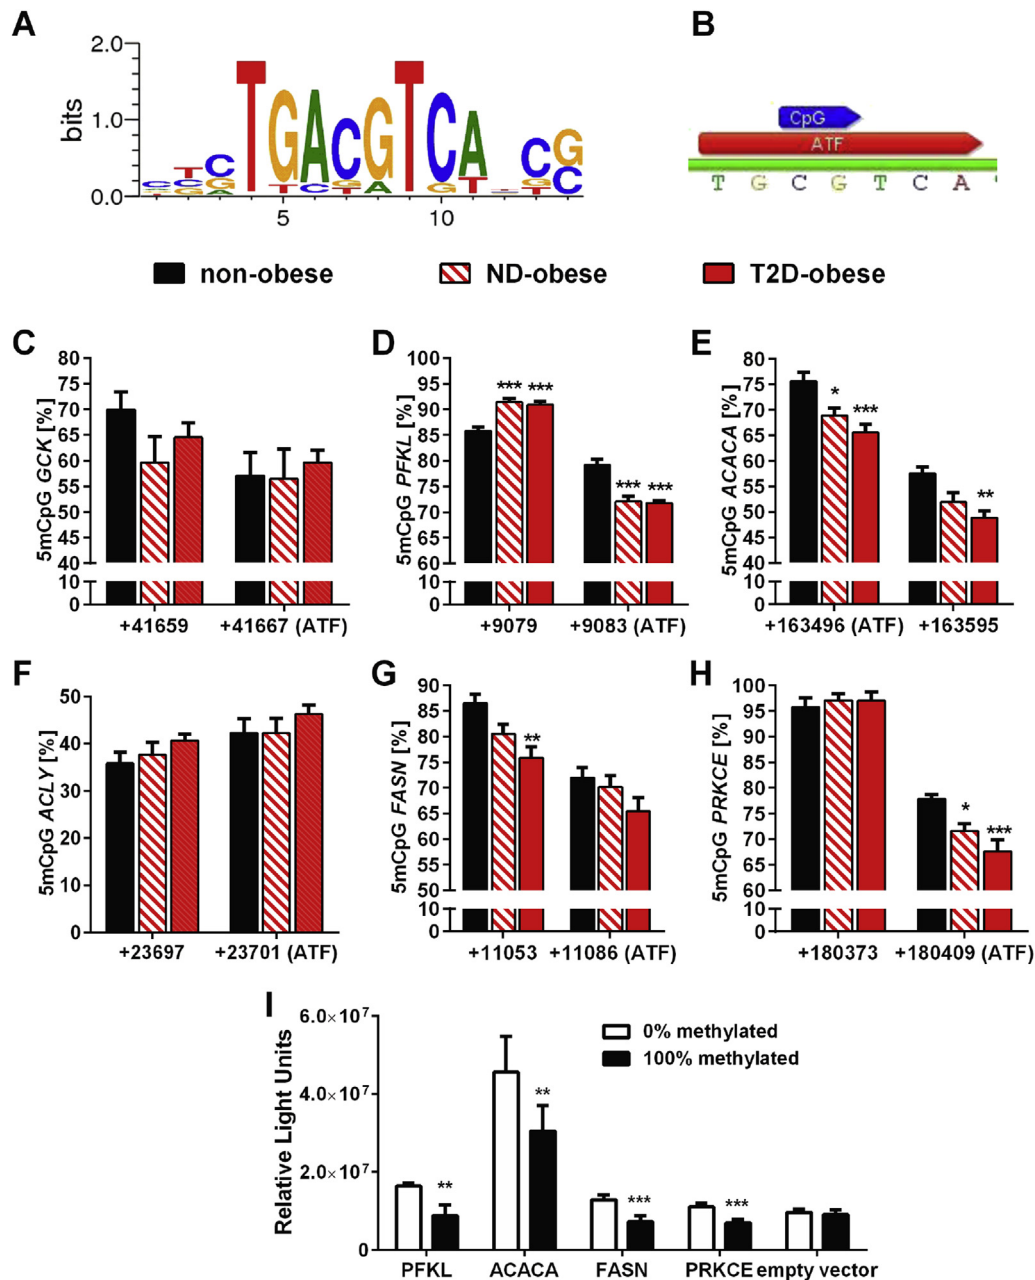 A
B
2.0
1.0
0.0
bits
TGACGTCA
5
10
CpG
ATF
T G C G T C A
non-obese
ND-obese
T2D-obese
C
5mCpG GCK [%]
80
75
70
65
60
55
50
45
40
10
0
+41659
+41667 (ATF)
D
5mCpG PFKL [%]
100
95
90
85
80
75
70
65
60
10
0
*** ***
*** ***
+9079
+9083 (ATF)
E
5mCpG ACACA [%]
80
75
70
65
60
55
50
45
40
10
0
* ***
**
+163496 (ATF)
+163595
F
5mCpG ACLY [%]
50
40
30
20
10
0
+23697
+23701 (ATF)
G
5mCpG FASN [%]
90
85
80
75
70
65
60
55
50
10
0
**
+11053
+11086 (ATF)
H
5mCpG PRKCE [%]
100
95
90
85
80
75
70
65
60
10
0
* ***
+180373
+180409 (ATF)
I
Relative Light Units
6.0×10⁷
4.0×10⁷
2.0×10⁷
0
0% methylated
100% methylated
** ** *** ***
PFKL
ACACA
FASN
PRKCE
empty vector